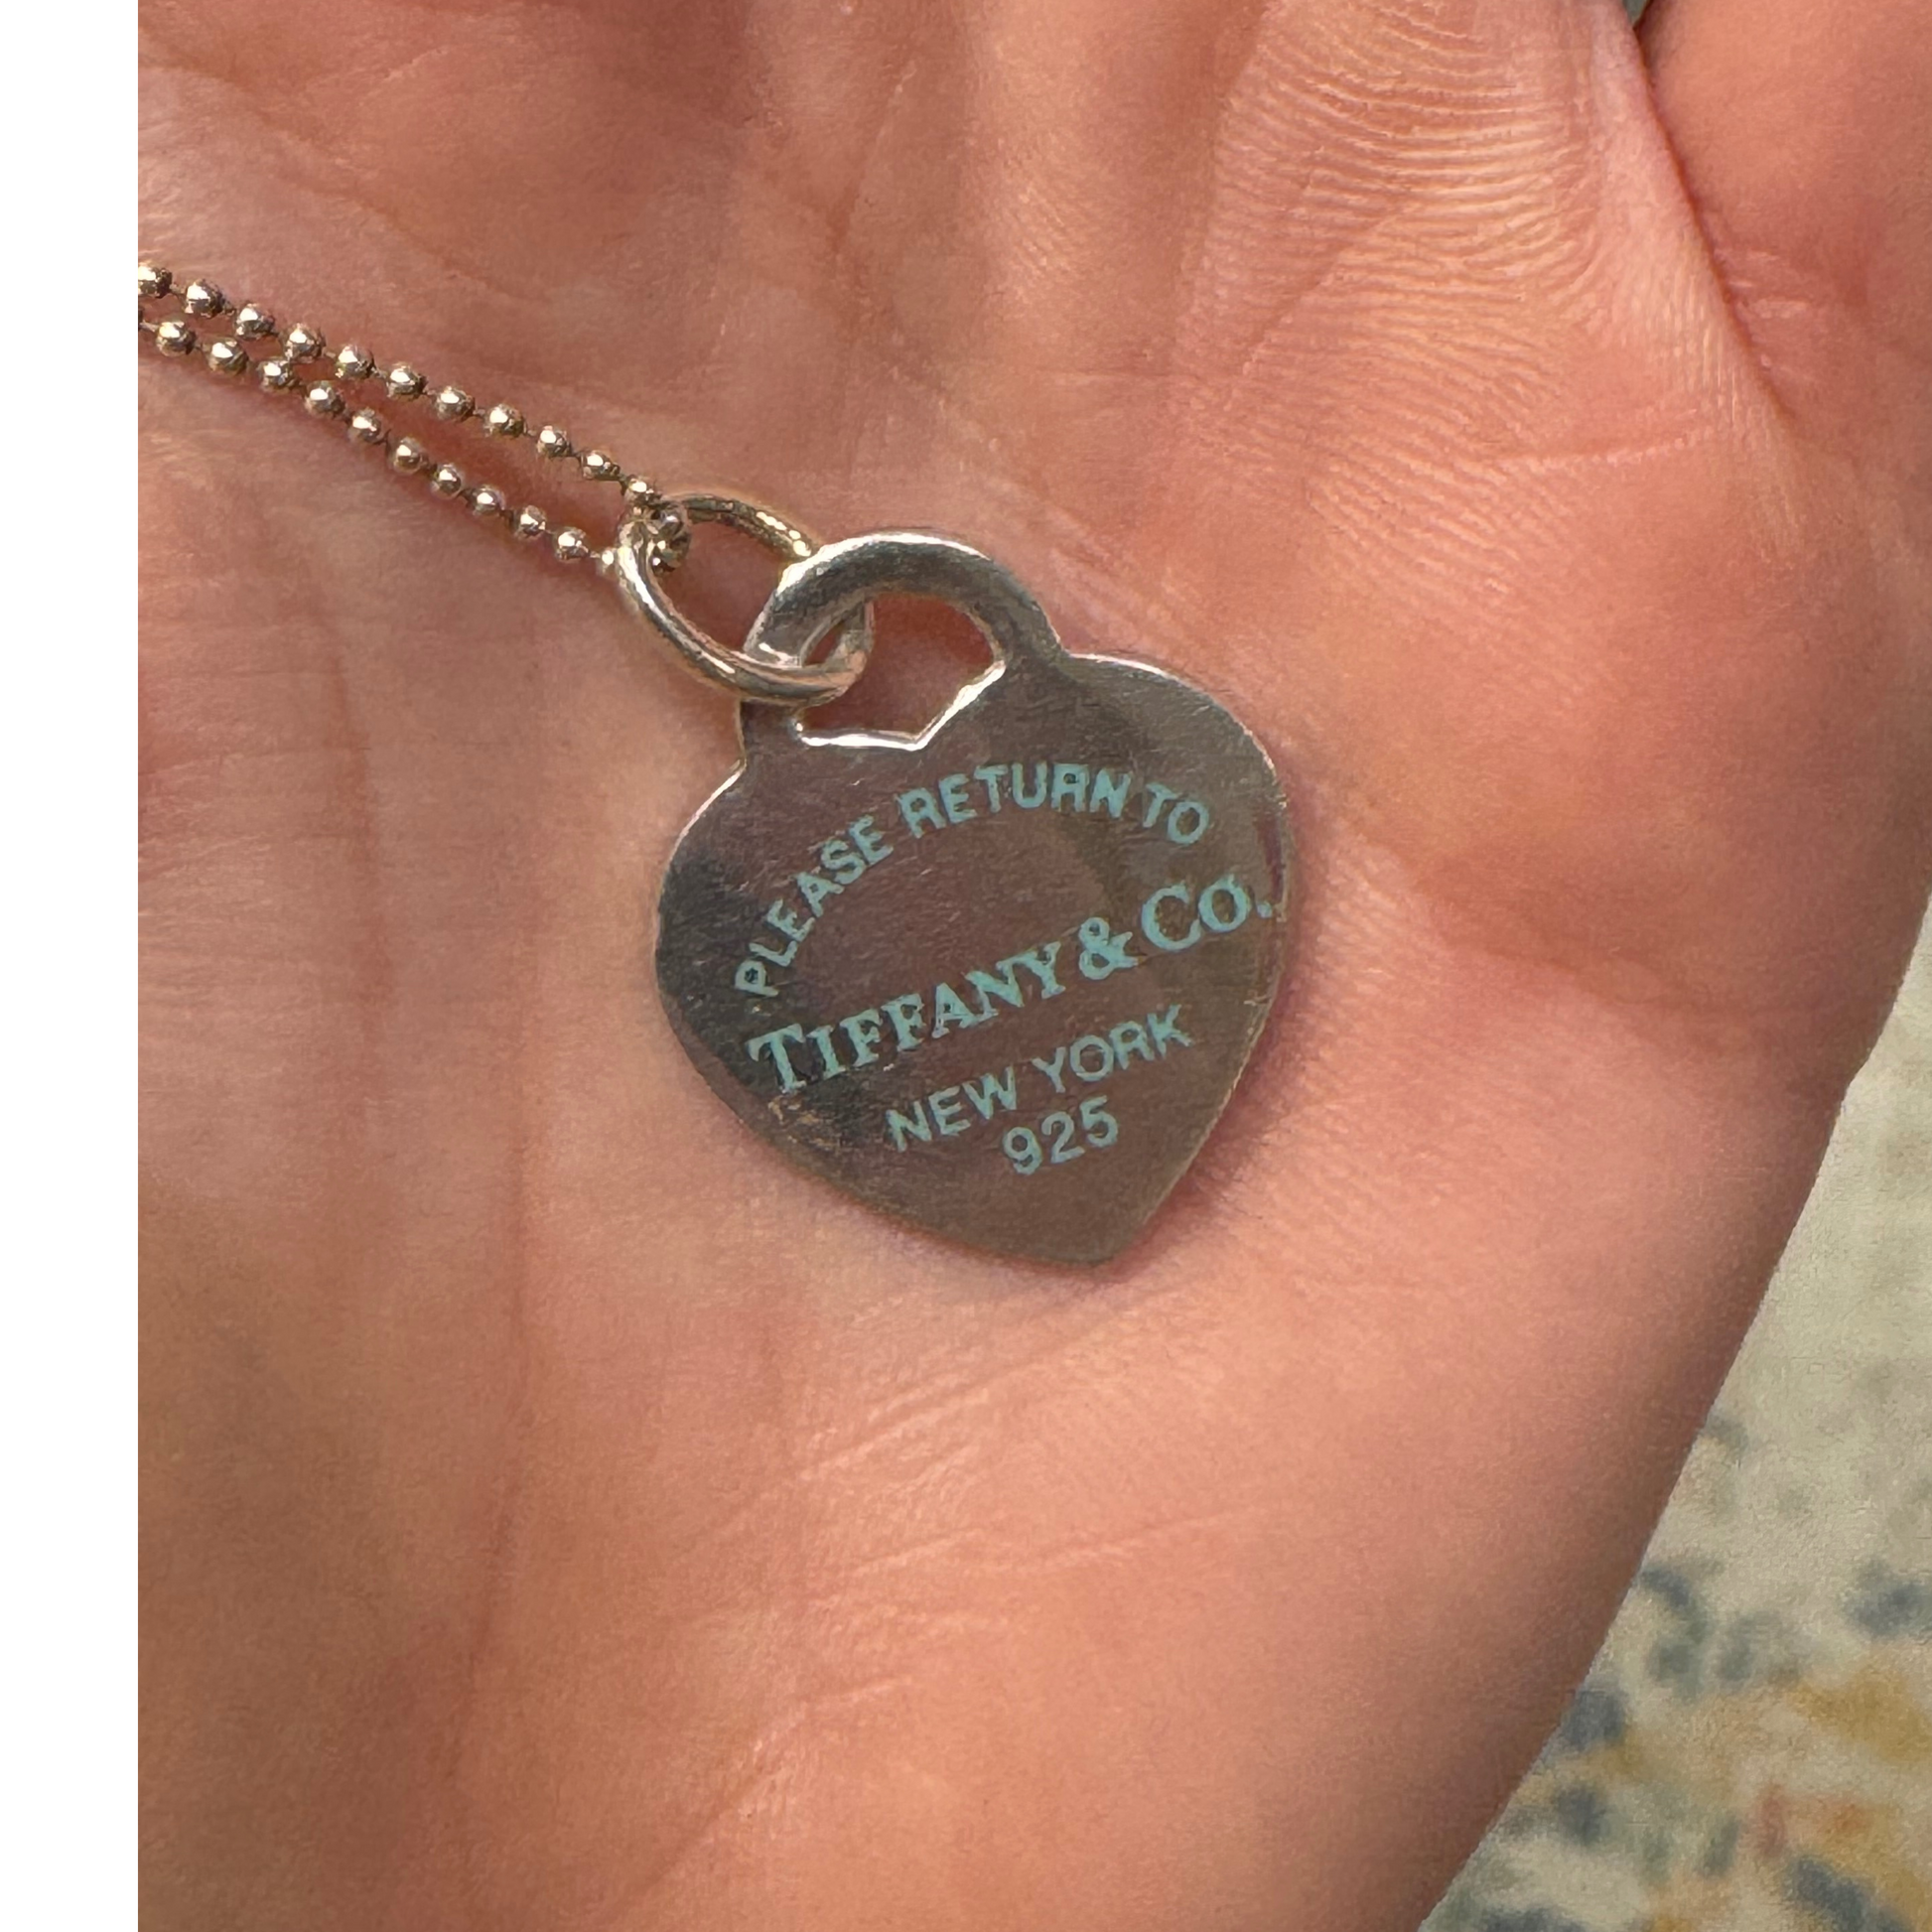 PLEASE RETURN TO
TIFFANY & CO.
NEW YORK
925